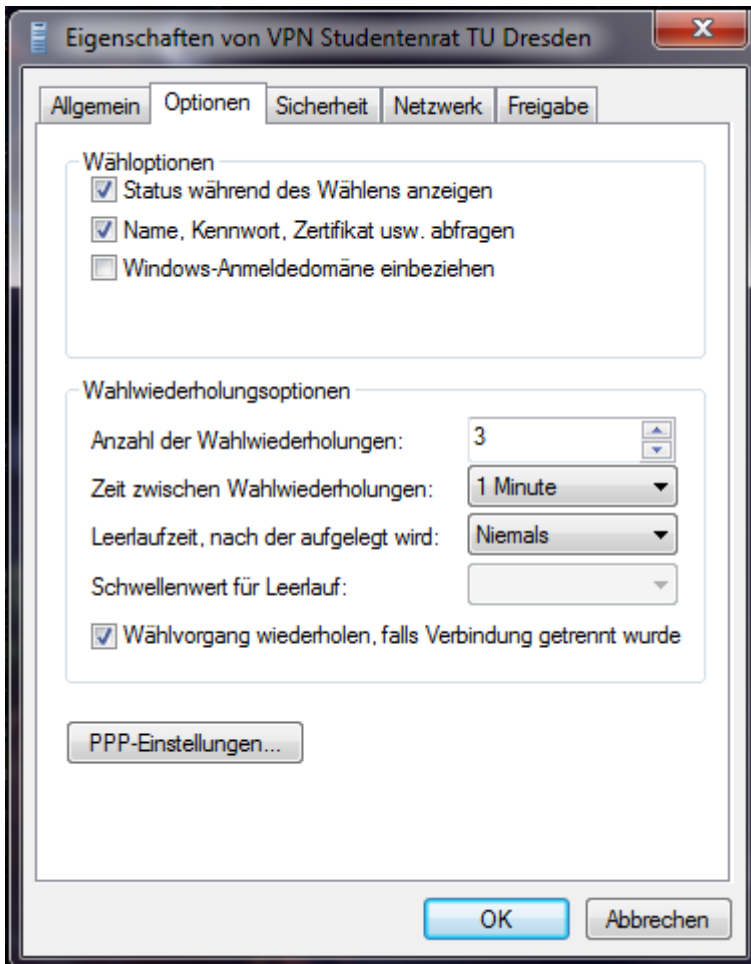 Eigenschaften von VPN Studentenrat TU Dresden
Allgemein Optionen Sicherheit Netzwerk Freigabe
Wähloptionen
Status während des Wählens anzeigen
Name, Kennwort, Zertifikat usw. abfragen
Windows-Anmeldedomäne einbeziehen
Wahlwiederholungsoptionen
Anzahl der Wahlwiederholungen: 3
Zeit zwischen Wahlwiederholungen: 1 Minute
Leerlaufzeit, nach der aufgelegt wird: Niemals
Schwellenwert für Leerlauf:
Wählvorgang wiederholen, falls Verbindung getrennt wurde
PPP-Einstellungen...
OK Abbrechen